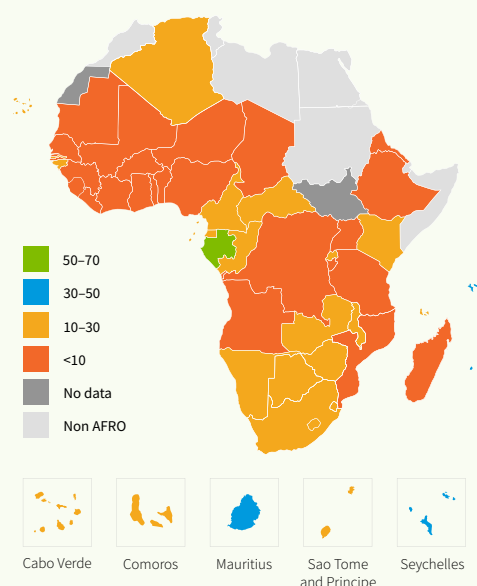 50–70
30–50
10–30
<10
No data
Non AFRO
Cabo Verde
Comoros
Mauritius
Sao Tome
and Principe
Seychelles